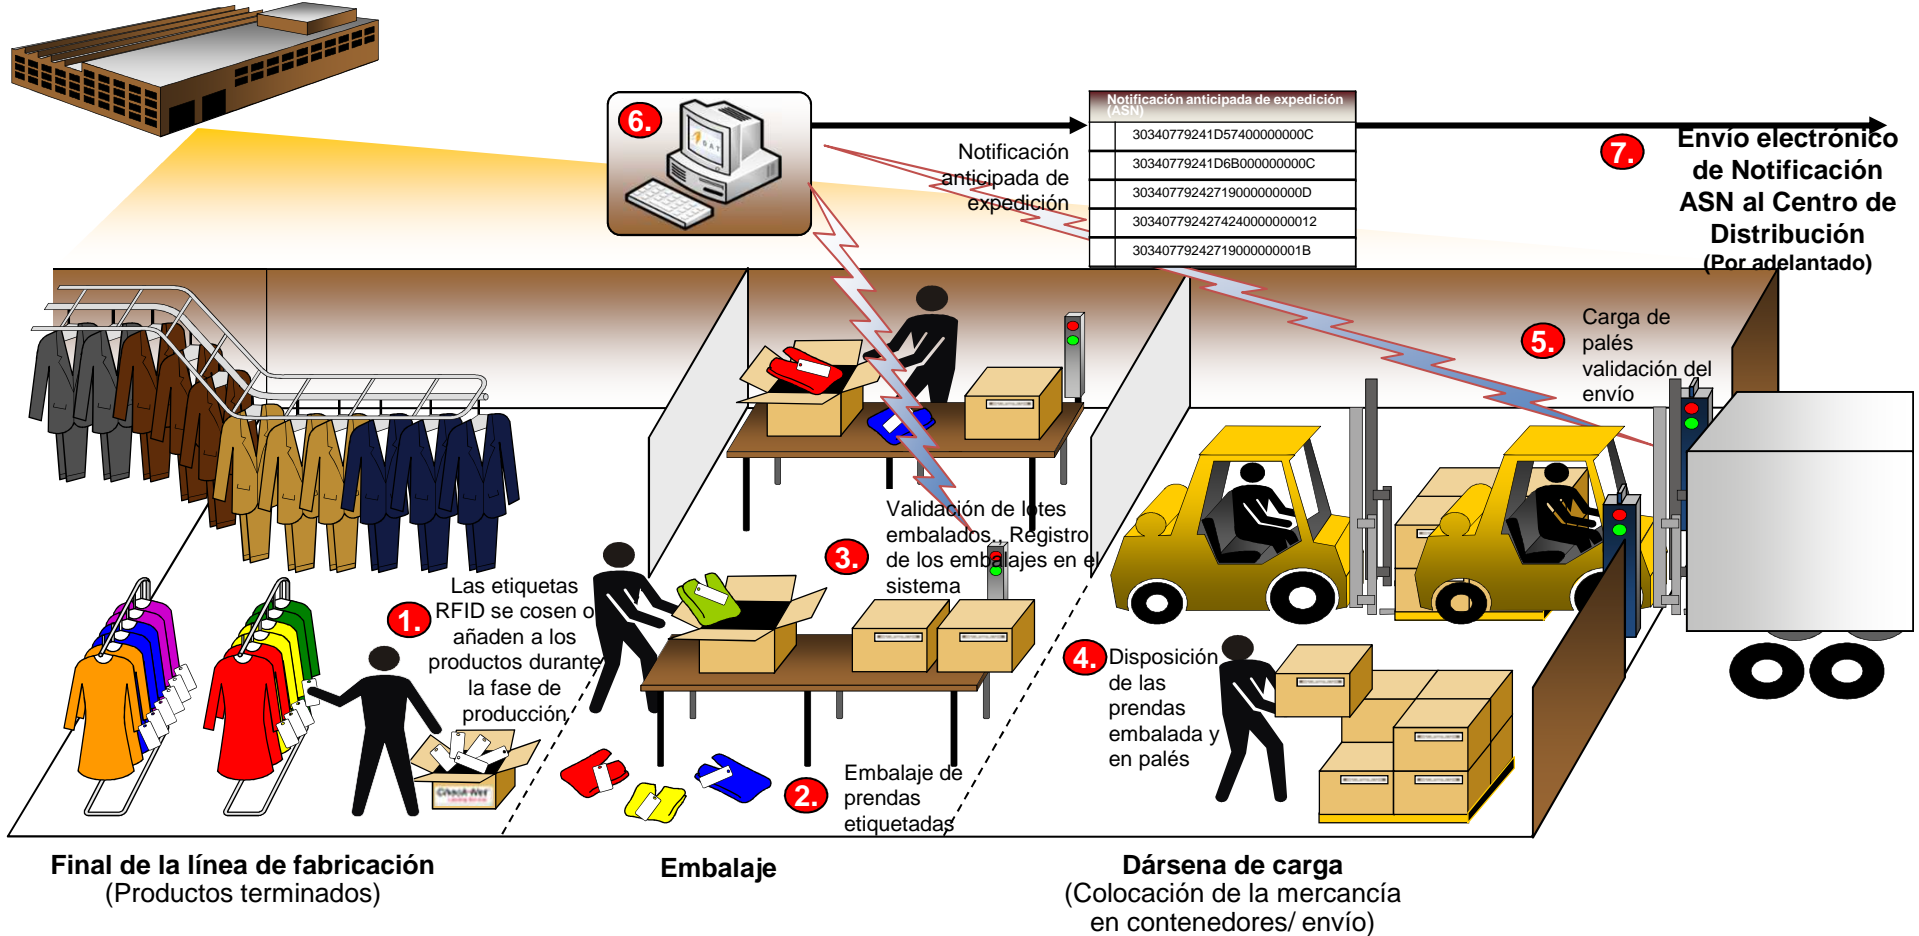 6.
Notificación anticipada de expedición
(ASN)
30340779241D57400000000C
30340779241D6B000000000C
30340779242719000000000D
303407792427424000000012
30340779242719000000001B
Notificación
anticipada de
expedición
7.
Envío electrónico
de Notificación
ASN al Centro de
Distribución
(Por adelantado)
5.
Carga de
palés
validación del
envío
3.
Validación de lotes
embalados.. Registro
de los embalajes en el
sistema
1.
Las etiquetas
RFID se cosen o
añaden a los
productos durante
la fase de
producción
4.
Disposición
de las
prendas
embalada y
en palés
2.
Embalaje de
prendas
etiquetadas
Check-Net
Final de la línea de fabricación
(Productos terminados)
Embalaje
Dársena de carga
(Colocación de la mercancía
en contenedores/ envío)